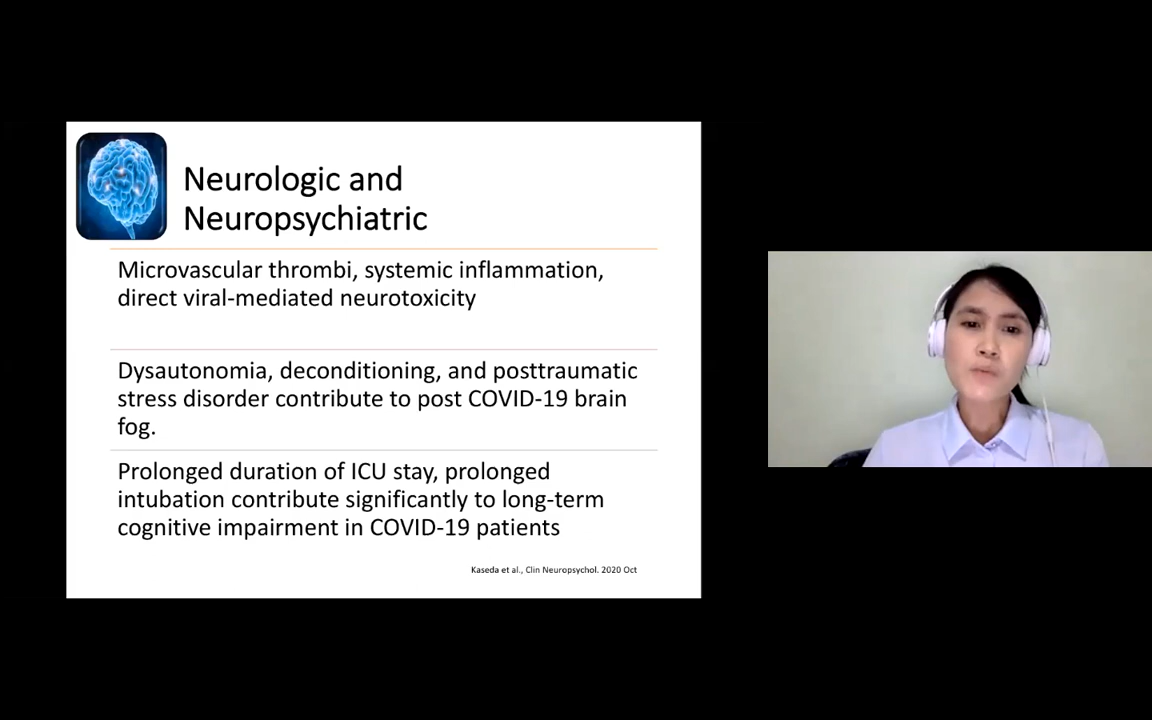 Neurologic and
Neuropsychiatric
Microvascular thrombi, systemic inflammation,
direct viral-mediated neurotoxicity
Dysautonomia, deconditioning, and posttraumatic
stress disorder contribute to post COVID-19 brain
fog.
Prolonged duration of ICU stay, prolonged
intubation contribute significantly to long-term
cognitive impairment in COVID-19 patients
Kaseda et al., Clin Neuropsychol. 2020 Oct